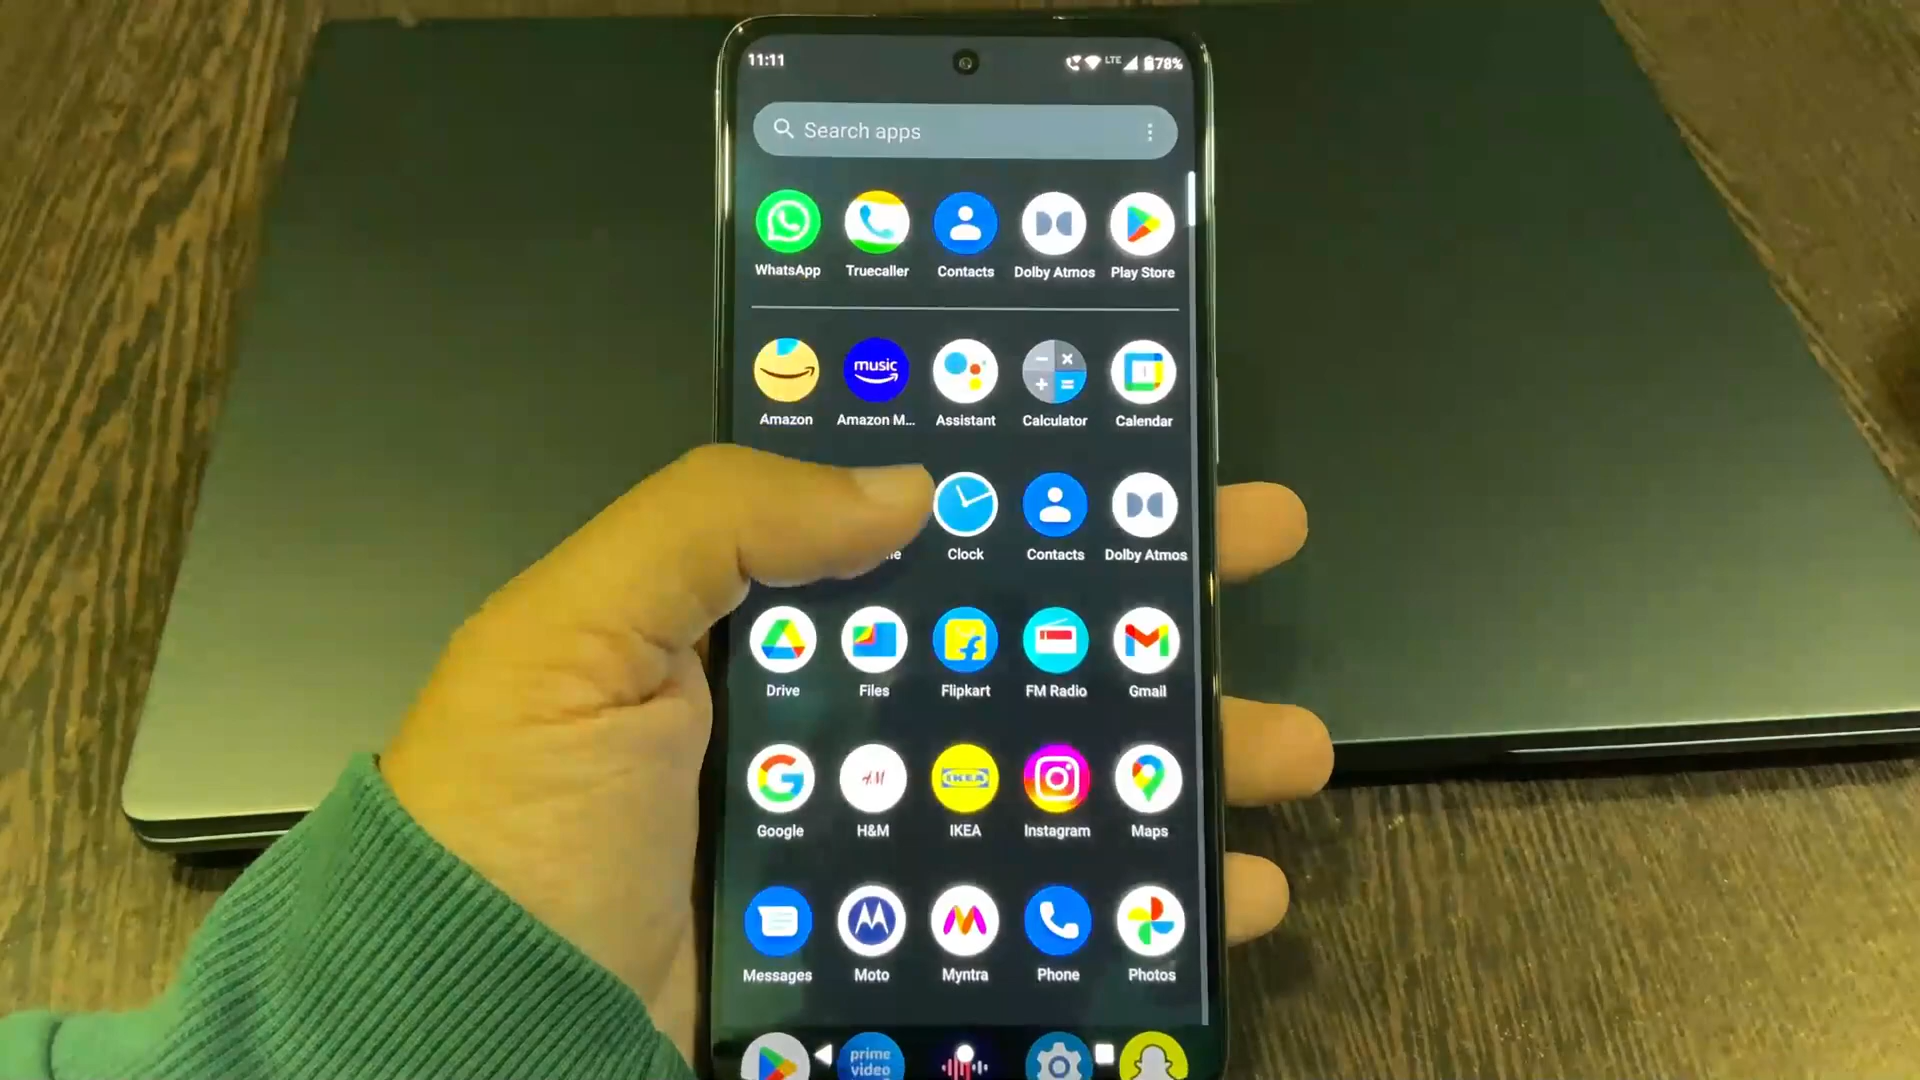 11:11 LTE 78%
Search apps
WhatsApp Truecaller Contacts Dolby Atmos Play Store
music
Amazon Amazon M... Assistant Calculator Calendar
Clock Contacts Dolby Atmos
Drive Files Flipkart FM Radio Gmail
H&M IKEA
Google H&M IKEA Instagram Maps
Messages Moto Myntra Phone Photos
prime
video